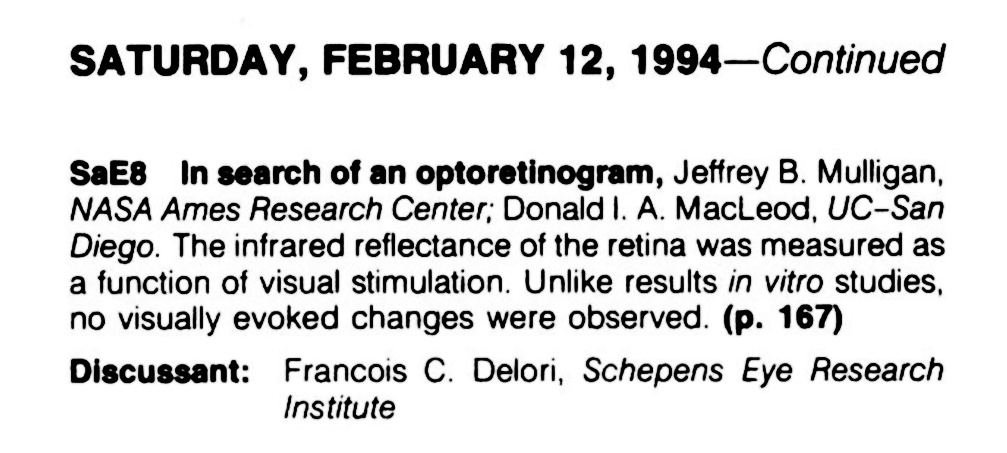 SATURDAY, FEBRUARY 12, 1994—Continued
SaE8 In search of an optoretinogram, Jeffrey B. Mulligan,
NASA Ames Research Center; Donald I. A. MacLeod, UC–San
Diego. The infrared reflectance of the retina was measured as
a function of visual stimulation. Unlike results in vitro studies,
no visually evoked changes were observed. (p. 167)
Discussant: Francois C. Delori, Schepens Eye Research
Institute